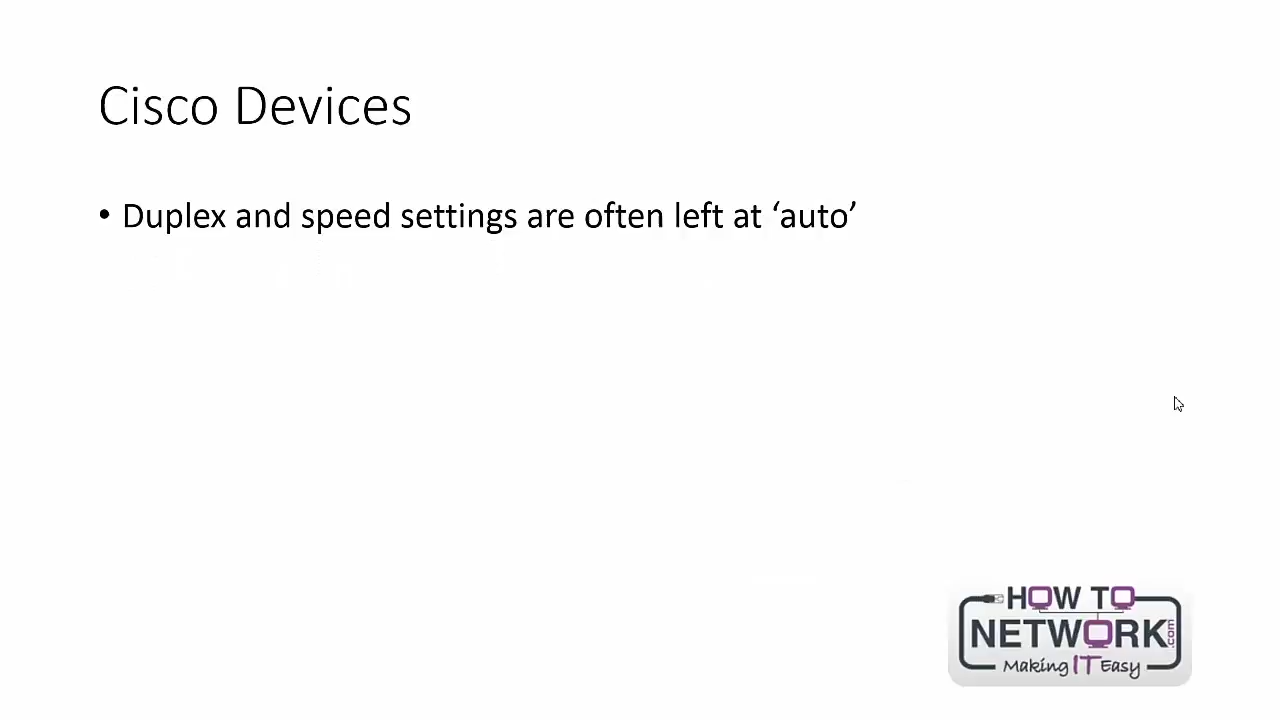 Cisco Devices
• Duplex and speed settings are often left at ‘auto’
HOW TO
NETWORK.com
Making IT Easy